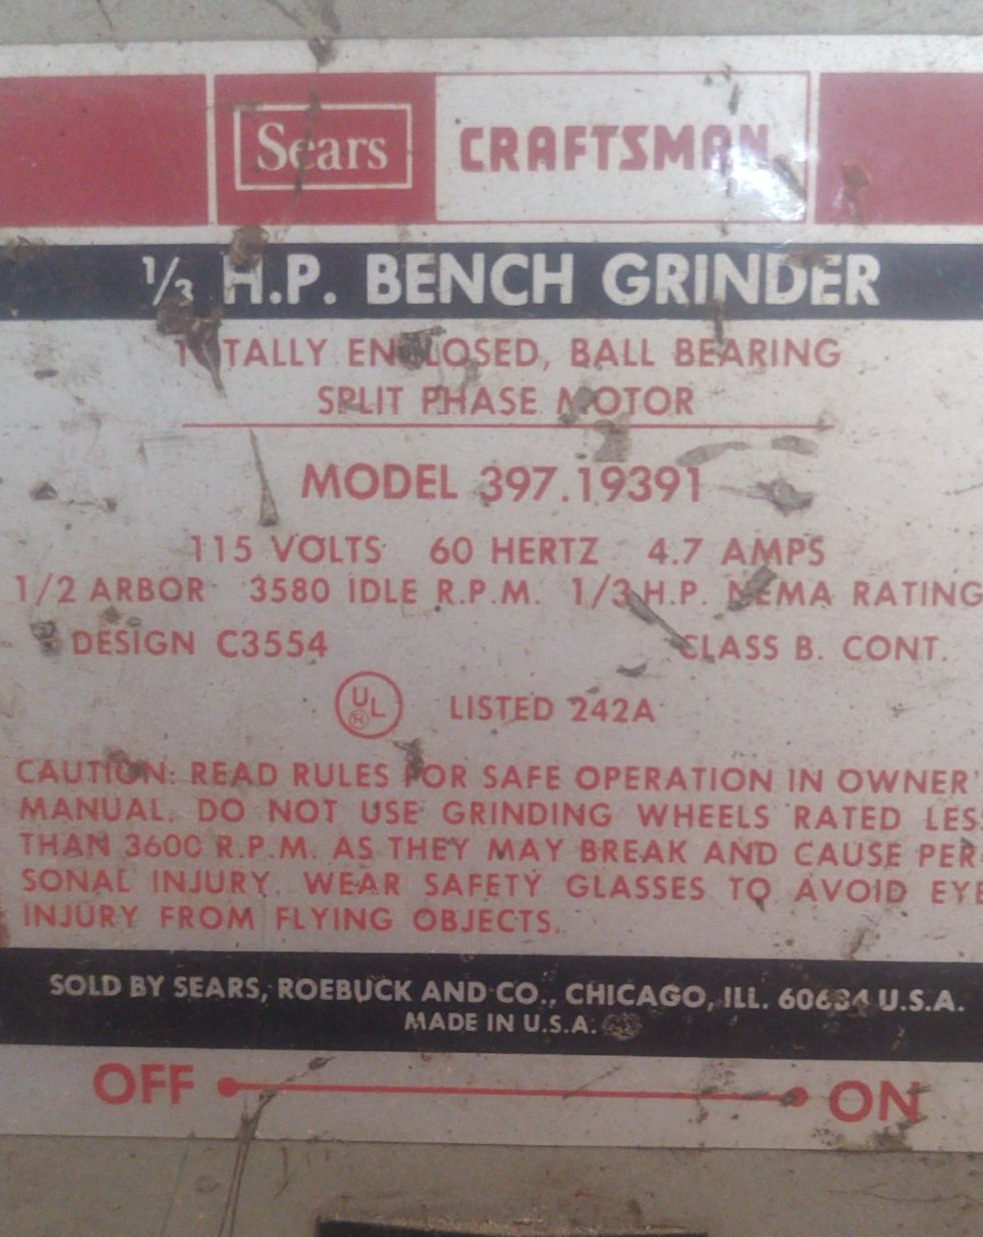 Sears CRAFTSMAN
1/3 H.P. BENCH GRINDER
TOTALLY ENCLOSED, BALL BEARING
SPLIT PHASE MOTOR
MODEL 397.19391
115 VOLTS 60 HERTZ 4.7 AMPS
1/2 ARBOR 3580 IDLE R.P.M. 1/3 H.P. NEMA RATING
DESIGN C3554 CLASS B. CONT.
UL ® LISTED 242A
CAUTION: READ RULES FOR SAFE OPERATION IN OWNER'
MANUAL. DO NOT USE GRINDING WHEELS RATED LES
THAN 3600 R.P.M. AS THEY MAY BREAK AND CAUSE PER-
SONAL INJURY. WEAR SAFETY GLASSES TO AVOID EYE
INJURY FROM FLYING OBJECTS.
SOLD BY SEARS, ROEBUCK AND CO., CHICAGO, ILL. 60684 U.S.A.
MADE IN U.S.A.
OFF ON